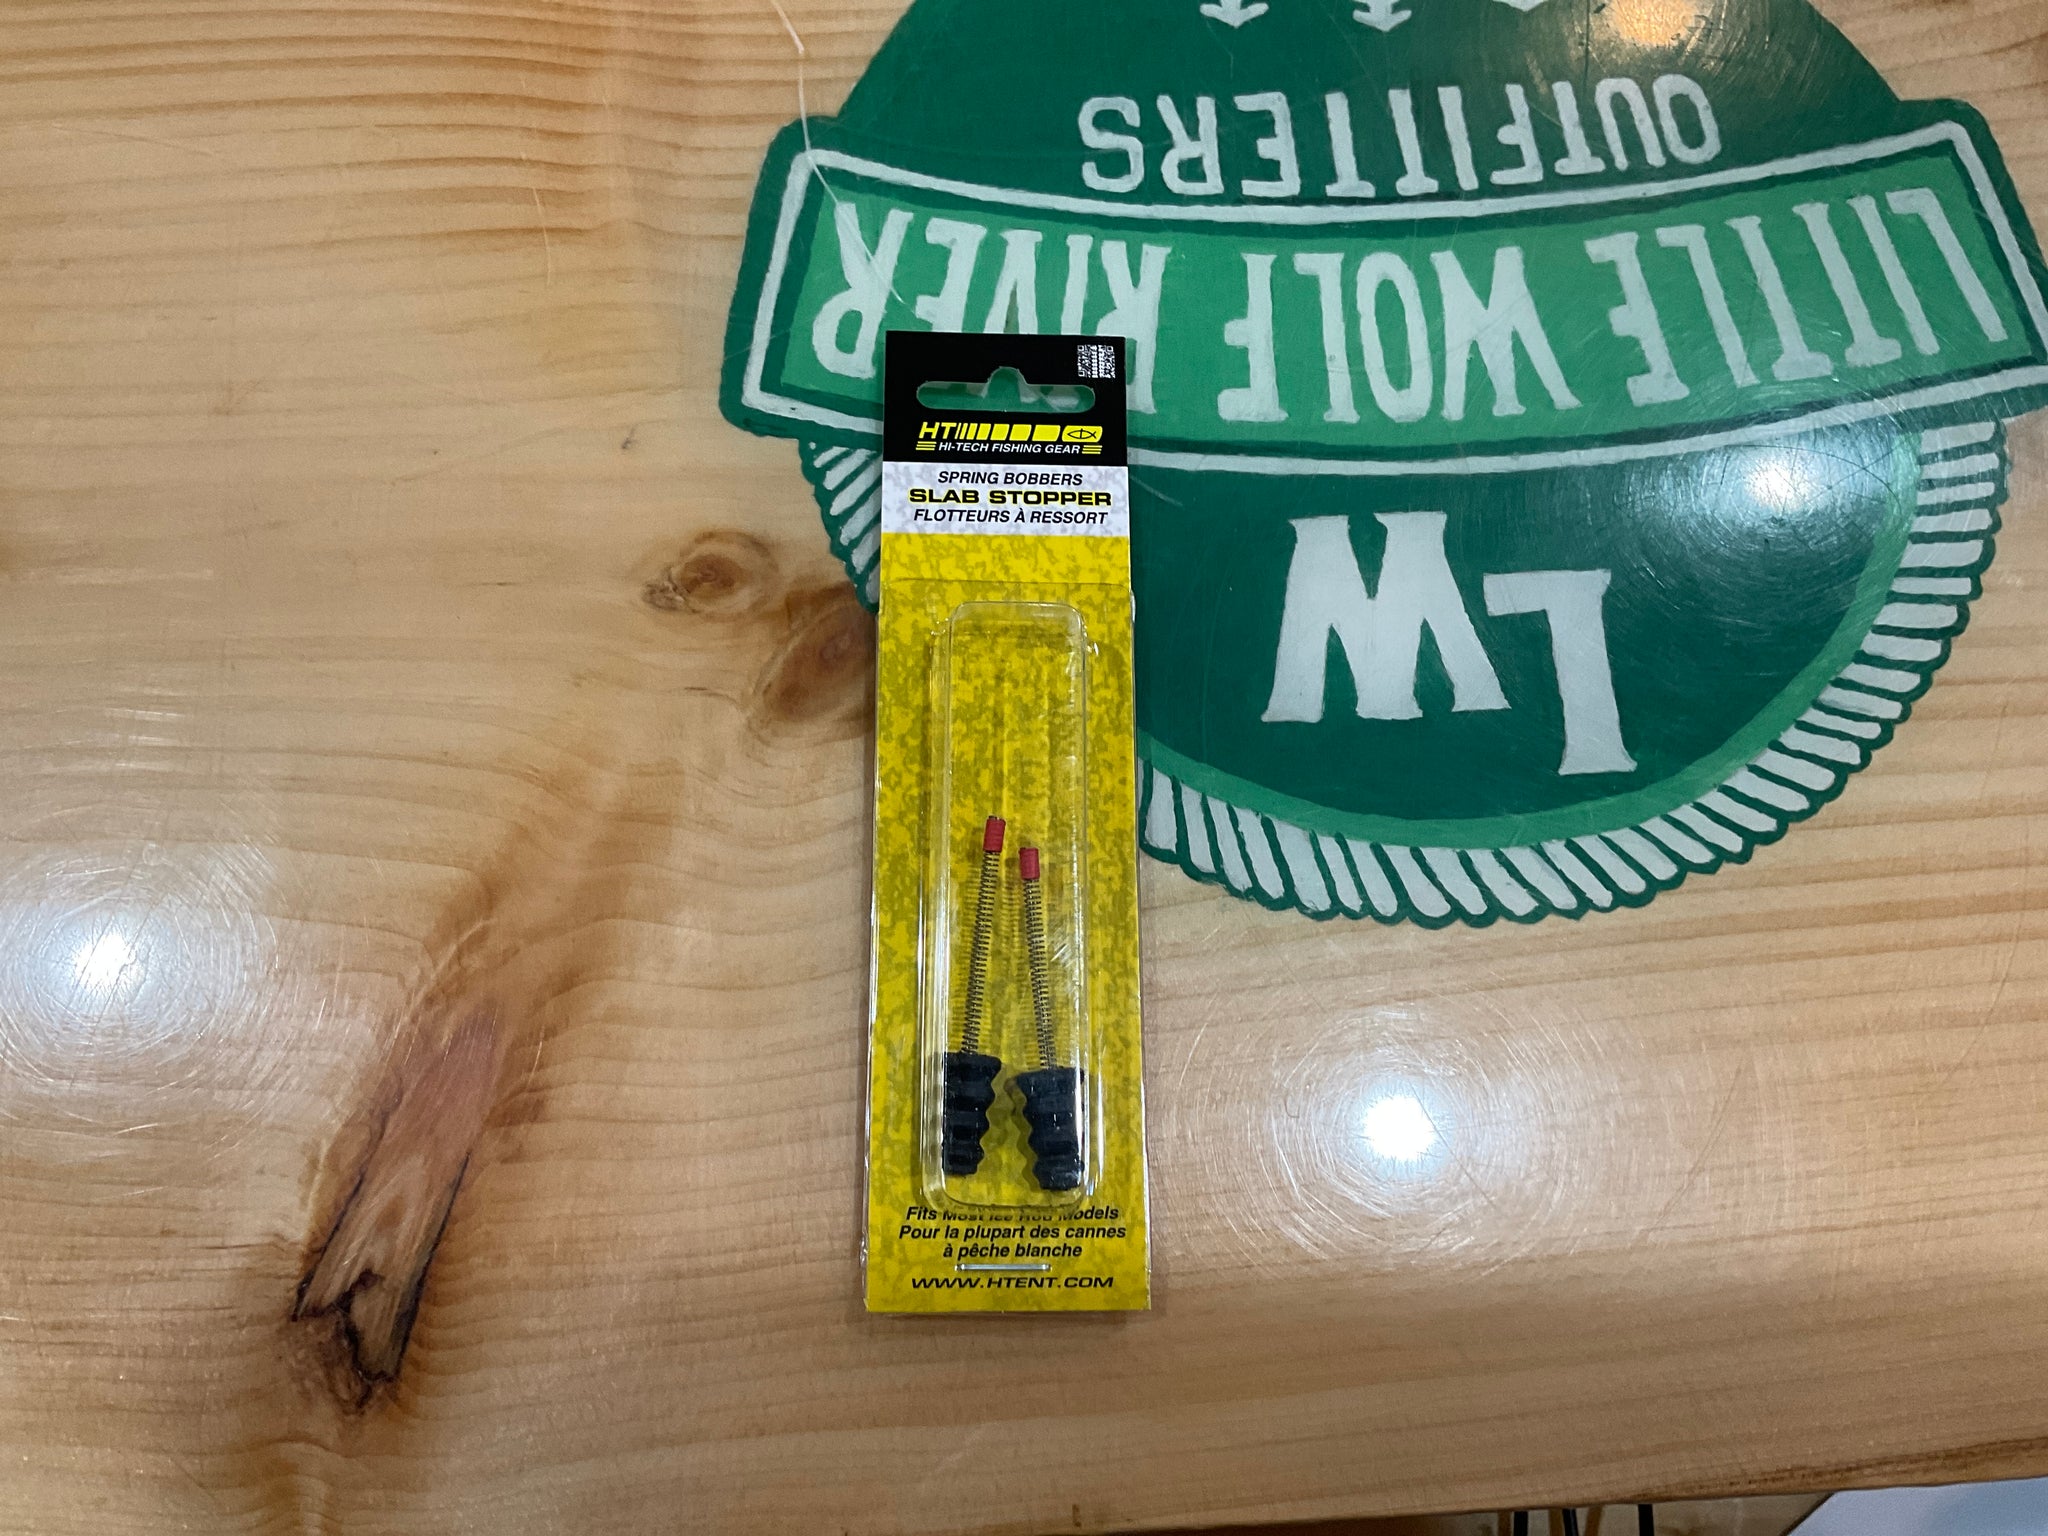 OUTFITTERS
LITTLE WOLF RIVER
LW
HT
HI-TECH FISHING GEAR
SPRING BOBBERS
SLAB STOPPER
FLOTTEURS À RESSORT
Fits Most Ice Rod Models
Pour la plupart des cannes
à pêche blanche
WWW.HTENT.COM